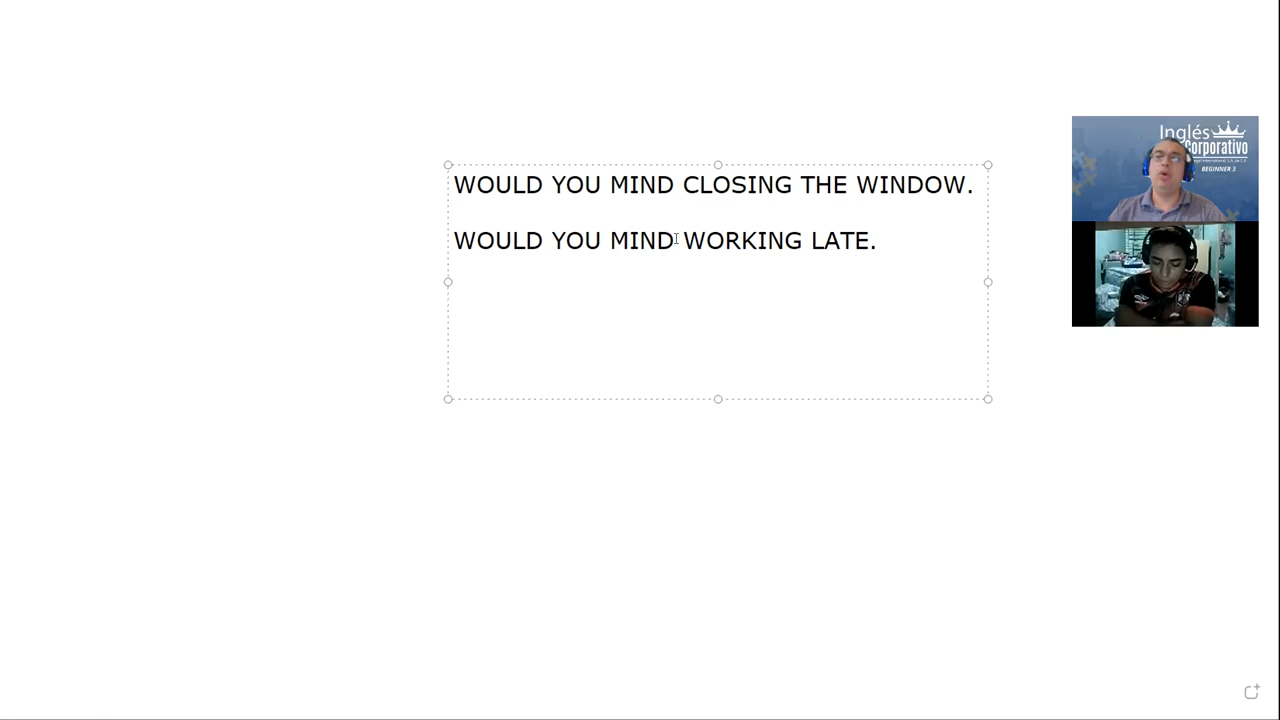 WOULD YOU MIND CLOSING THE WINDOW.
WOULD YOU MIND WORKING LATE.
Inglés
Corporativo
BEGINNER 3